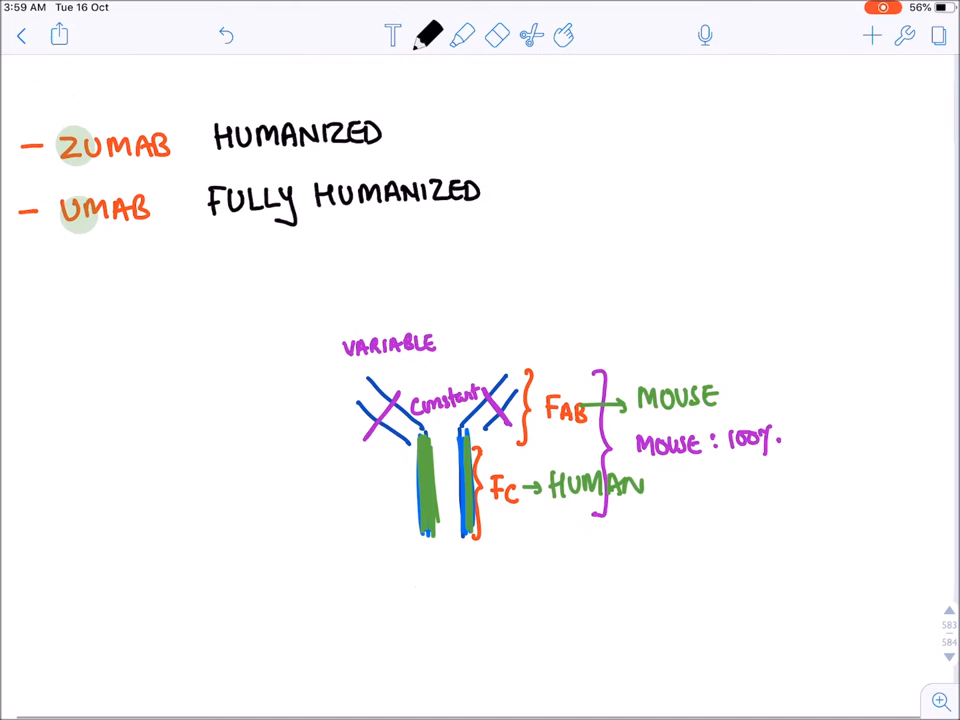 3:59 AM Tue 16 Oct 56%
T
- ZUMAB HUMANIZED
- UMAB FULLY HUMANIZED
VARIABLE
Constant
FAB → MOUSE
MOUSE : 100%.
FC → HUMAN
583
584